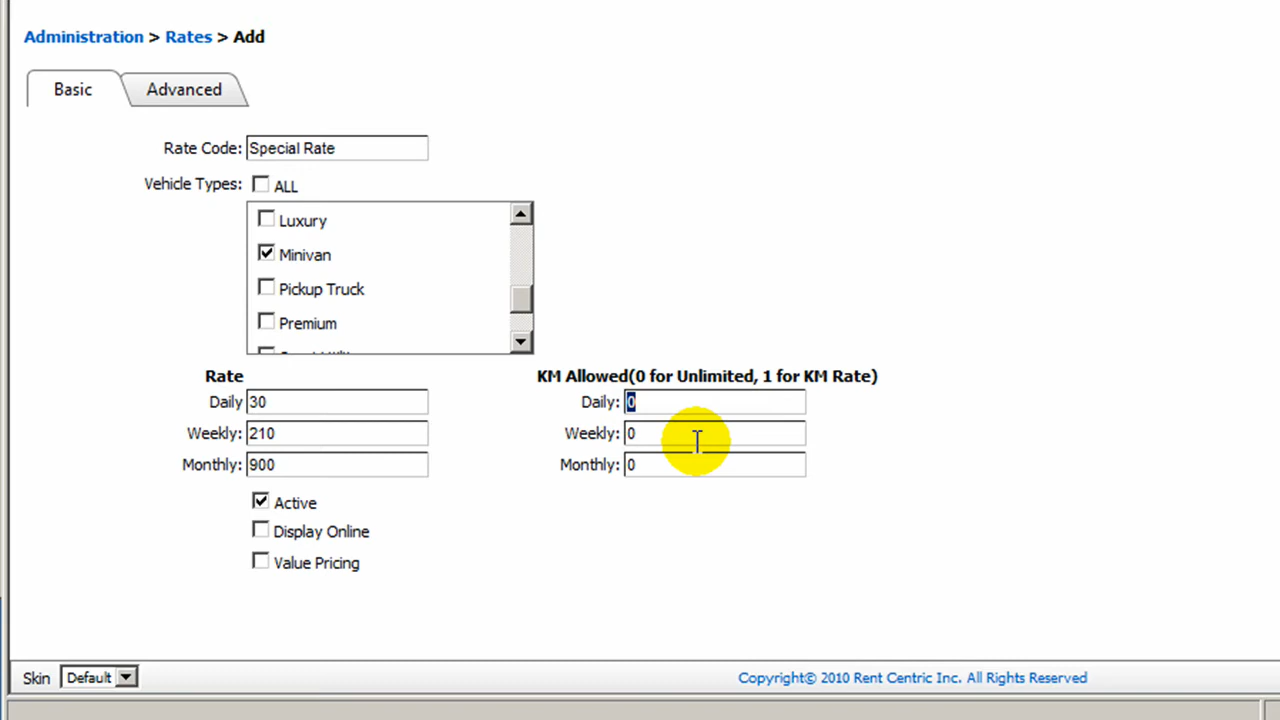 Administration > Rates > Add
Basic Advanced
Rate Code: Special Rate
Vehicle Types: ALL
Luxury
Minivan
Pickup Truck
Premium
Rate KM Allowed(0 for Unlimited, 1 for KM Rate)
Daily 30 Daily: 0
Weekly: 210 Weekly: 0
Monthly: 900 Monthly: 0
Active
Display Online
Value Pricing
Skin Default Copyright© 2010 Rent Centric Inc. All Rights Reserved